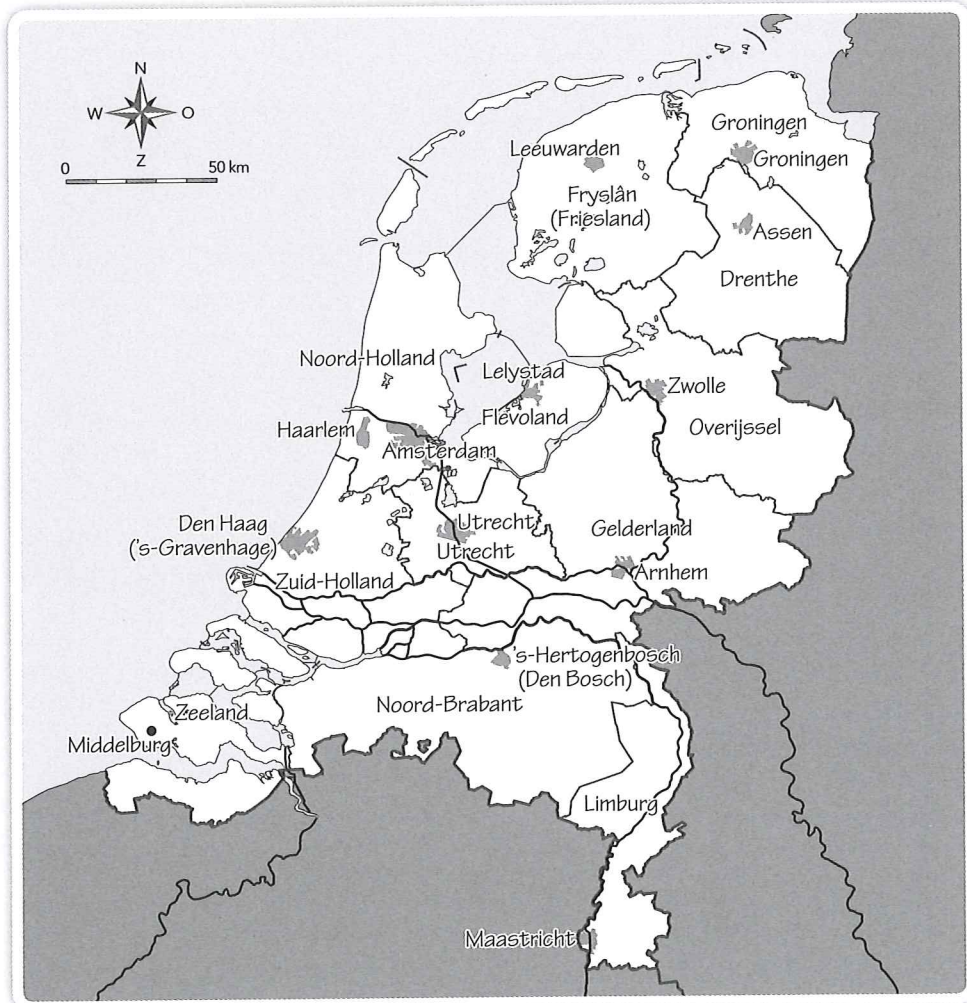 N
W
O
Z
0
50 km
Groningen
Leeuwarden
Groningen
Fryslân
(Friesland)
Assen
Drenthe
Noord-Holland
Lelystad
Zwolle
Flevoland
Haarlem
Overijssel
Amsterdam
Den Haag
('s-Gravenhage)
Utrecht
Gelderland
Utrecht
Arnhem
Zuid-Holland
's-Hertogenbosch
(Den Bosch)
Noord-Brabant
Zeeland
Middelburg
Limburg
Maastricht